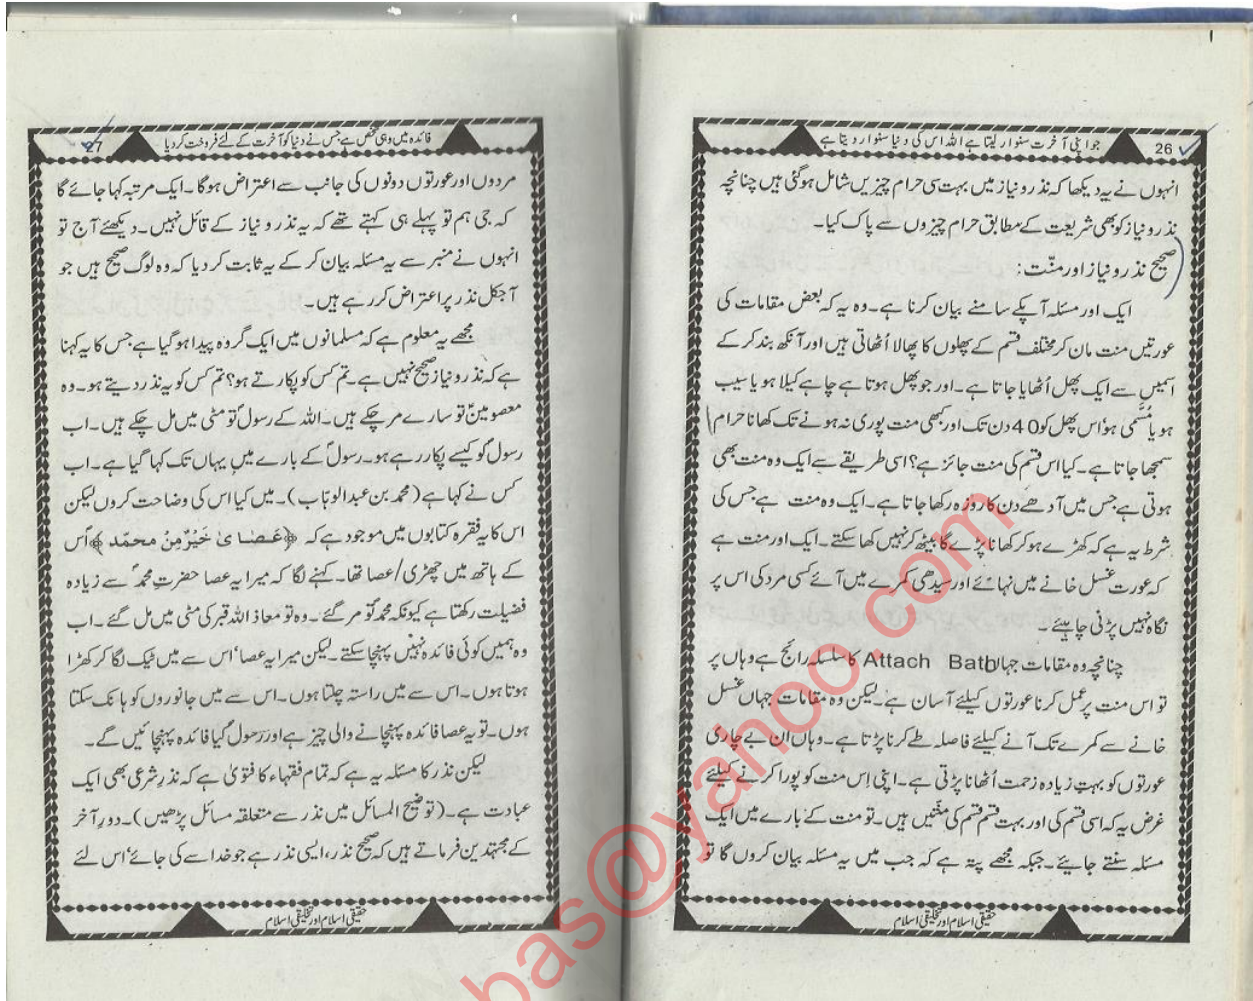 26
جو اپنی آخرت سنوار لیتا ہے اللہ اس کی دنیا سنوار دیتا ہے
انہوں نے یہ دیکھا کہ نذر و نیاز میں بہت سی حرام چیزیں شامل ہوگئی ہیں چنانچہ
نذر و نیاز کو بھی شریعت کے مطابق حرام چیزوں سے پاک کیا۔
صحیح نذر و نیاز اور منّت :
ایک اور مسئلہ آپکے سامنے بیان کرنا ہے۔ وہ یہ کہ بعض مقامات کی
عورتیں منت مان کر مختلف قسم کے پھلوں کا پھالا اُٹھاتی ہیں اور آنکھ بند کر کے
اسمیں سے ایک پھل اُٹھایا جاتا ہے۔ اور جو پھل ہوتا ہے چاہے کیلا ہو یا سیب
ہو یا مُسَمّی ہو‘ اس پھل کو 40 دن تک اور کبھی منت پوری نہ ہونے تک کھانا حرام
سمجھا جاتا ہے۔ کیا اس قسم کی منت جائز ہے؟ اسی طریقے سے ایک وہ منت بھی
ہوتی ہے جس میں آدھے دن کا روزہ رکھا جاتا ہے۔ ایک وہ منت ہے جس کی
شرط یہ ہے کہ کھڑے ہو کر کھانا پڑے گا بیٹھ کر نہیں کھا سکتے۔ ایک اور منت ہے
کہ عورت غسل خانے میں نہائے اور سیدھی کمرے میں آئے کسی مرد کی اس پر
نگاہ نہیں پڑنی چاہئے۔
چنانچہ وہ مقامات جہاں Attach Bath کا سلسلہ رائج ہے وہاں پر
تو اس منت پر عمل کرنا عورتوں کیلئے آسان ہے۔ لیکن وہ مقامات جہاں غسل
خانے سے کمرے تک آنے کیلئے فاصلہ طے کرنا پڑتا ہے۔ وہاں ان بے چاری
عورتوں کو بہت زیادہ زحمت اُٹھانا پڑتی ہے۔ اپنی اِس منت کو پورا کرنے کیلئے
غرض یہ کہ اسی قسم کی اور بہت قسم قسم کی منّتیں ہیں۔ تو منت کے بارے میں ایک
مسئلہ سنتے جائیے۔ جبکہ مجھے پتہ ہے کہ جب میں یہ مسئلہ بیان کروں گا تو
حقیقی اسلام اور تخلیقی اسلام
27
فائدہ میں وہی شخص ہے جس نے دنیا کو آخرت کے لئے فروخت کر دیا
مردوں اور عورتوں دونوں کی جانب سے اعتراض ہوگا۔ ایک مرتبہ کہا جائے گا
کہ جی ہم تو پہلے ہی کہتے تھے کہ یہ نذر و نیاز کے قائل نہیں۔ دیکھئے آج تو
انہوں نے منبر سے یہ مسئلہ بیان کر کے یہ ثابت کر دیا کہ وہ لوگ صحیح ہیں جو
آجکل نذر پر اعتراض کر رہے ہیں۔
مجھے یہ معلوم ہے کہ مسلمانوں میں ایک گروہ پیدا ہو گیا ہے جس کا یہ کہنا
ہے کہ نذر و نیاز صحیح نہیں ہے۔ تم کس کو پکارتے ہو؟ تم کس کو یہ نذر دیتے ہو۔ وہ
معصومینؑ تو سارے مر چکے ہیں۔ اللہ کے رسولؐ تو مٹی میں مل چکے ہیں۔ اب
رسولؐ کو کیسے پکار رہے ہو۔ رسولؐ کے بارے میں یہاں تک کہا گیا ہے۔ اب
کس نے کہا ہے (محمد بن عبدالوہاب)۔ میں کیا اس کی وضاحت کروں لیکن
اس کا یہ فقرہ کتابوں میں موجود ہے کہ ﴿عَصَایَ خَیْرٌ مِنْ محمّد﴾ اُس
کے ہاتھ میں چھڑی/عصا تھا۔ کہنے لگا کہ میرا یہ عصا حضرتِ محمدؐ سے زیادہ
فضیلت رکھتا ہے کیونکہ محمدؐ تو مر گئے۔ وہ تو معاذ اللہ قبر کی مٹی میں مل گئے۔ اب
وہ ہمیں کوئی فائدہ نہیں پہنچا سکتے۔ لیکن میرا یہ عصا‘ اس سے میں ٹیک لگا کر کھڑا
ہوتا ہوں۔ اس سے میں راستہ چلتا ہوں۔ اس سے میں جانوروں کو ہانک سکتا
ہوں۔ تو یہ عصا فائدہ پہنچانے والی چیز ہے اور رسولؐ کیا فائدہ پہنچائیں گے۔
لیکن نذر کا مسئلہ یہ ہے کہ تمام فقہاء کا فتویٰ ہے کہ نذرِ شرعی بھی ایک
عبادت ہے۔ (توضیح المسائل میں نذر سے متعلقہ مسائل پڑھیں)۔ دورِ آخر
کے مجتہدین فرماتے ہیں کہ صحیح نذر، ایسی نذر ہے جو خدا سے کی جائے‘ اس لئے
حقیقی اسلام اور تخلیقی اسلام
bas@yahoo.com